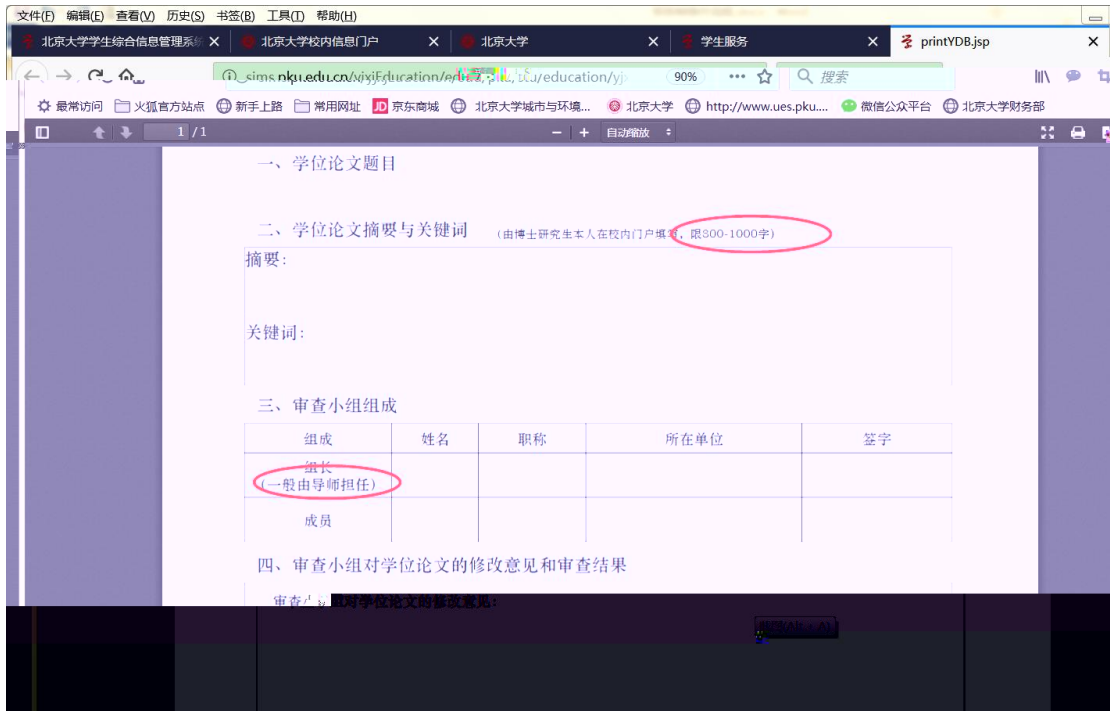 文件(F) 编辑(E) 查看(V) 历史(S) 书签(B) 工具(T) 帮助(H)
北京大学学生综合信息管理系统 × 北京大学校内信息门户 × 北京大学 × 学生服务 × printYDB.jsp ×
90% 搜索
最常访问 火狐官方站点 新手上路 常用网址 JD 京东商城 北京大学城市与环境... 北京大学 http://www.ues.pku.... 微信公众平台 北京大学财务部
1 / 1 自动缩放
一、学位论文题目
二、学位论文摘要与关键词 (由博士研究生本人在校内门户填写，限800-1000字)
摘要：
关键词：
三、审查小组组成
组成 姓名 职称 所在单位 签字
组长
(一般由导师担任)
成员
四、审查小组对学位论文的修改意见和审查结果
审查小组对学位论文的修改意见：